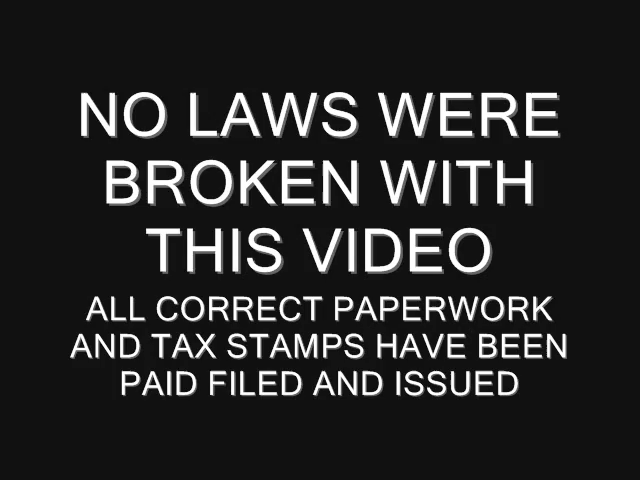 NO LAWS WERE
BROKEN WITH
THIS VIDEO
ALL CORRECT PAPERWORK
AND TAX STAMPS HAVE BEEN
PAID FILED AND ISSUED